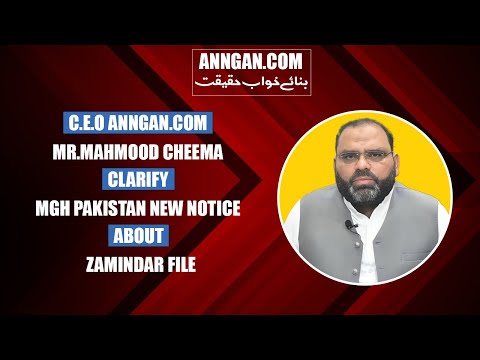 ANNGAN.COM
بنائے خواب حقیقت
C.E.O ANNGAN.COM
MR.MAHMOOD CHEEMA
CLARIFY
MGH PAKISTAN NEW NOTICE
ABOUT
ZAMINDAR FILE